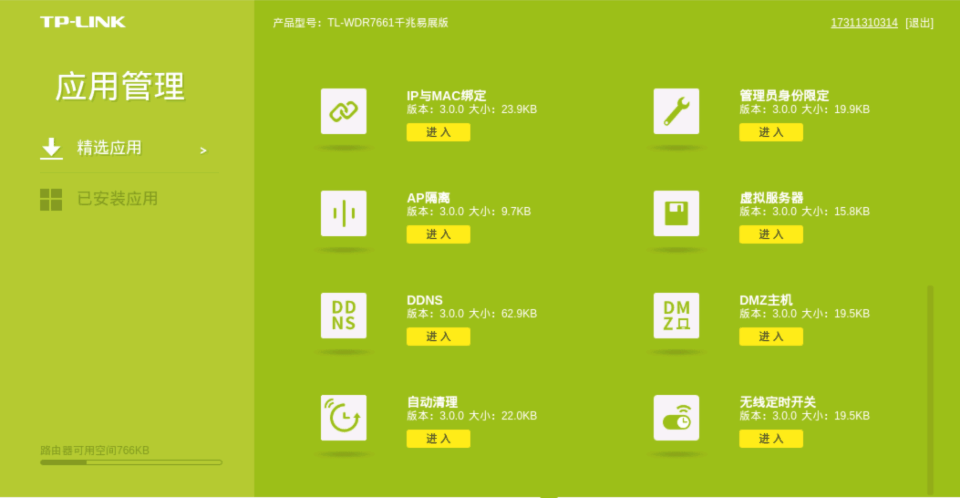 TP-LINK
产品型号：TL-WDR7661千兆易展版
17311310314 [退出]
应用管理
精选应用 >
已安装应用
路由器可用空间766KB
IP与MAC绑定
版本：3.0.0 大小：23.9KB
进 入
管理员身份限定
版本：3.0.0 大小：19.9KB
进 入
AP隔离
版本：3.0.0 大小：9.7KB
进 入
虚拟服务器
版本：3.0.0 大小：15.8KB
进 入
DD
NS
DDNS
版本：3.0.0 大小：62.9KB
进 入
DM
Z
DMZ主机
版本：3.0.0 大小：19.5KB
进 入
自动清理
版本：3.0.0 大小：22.0KB
进 入
无线定时开关
版本：3.0.0 大小：19.5KB
进 入